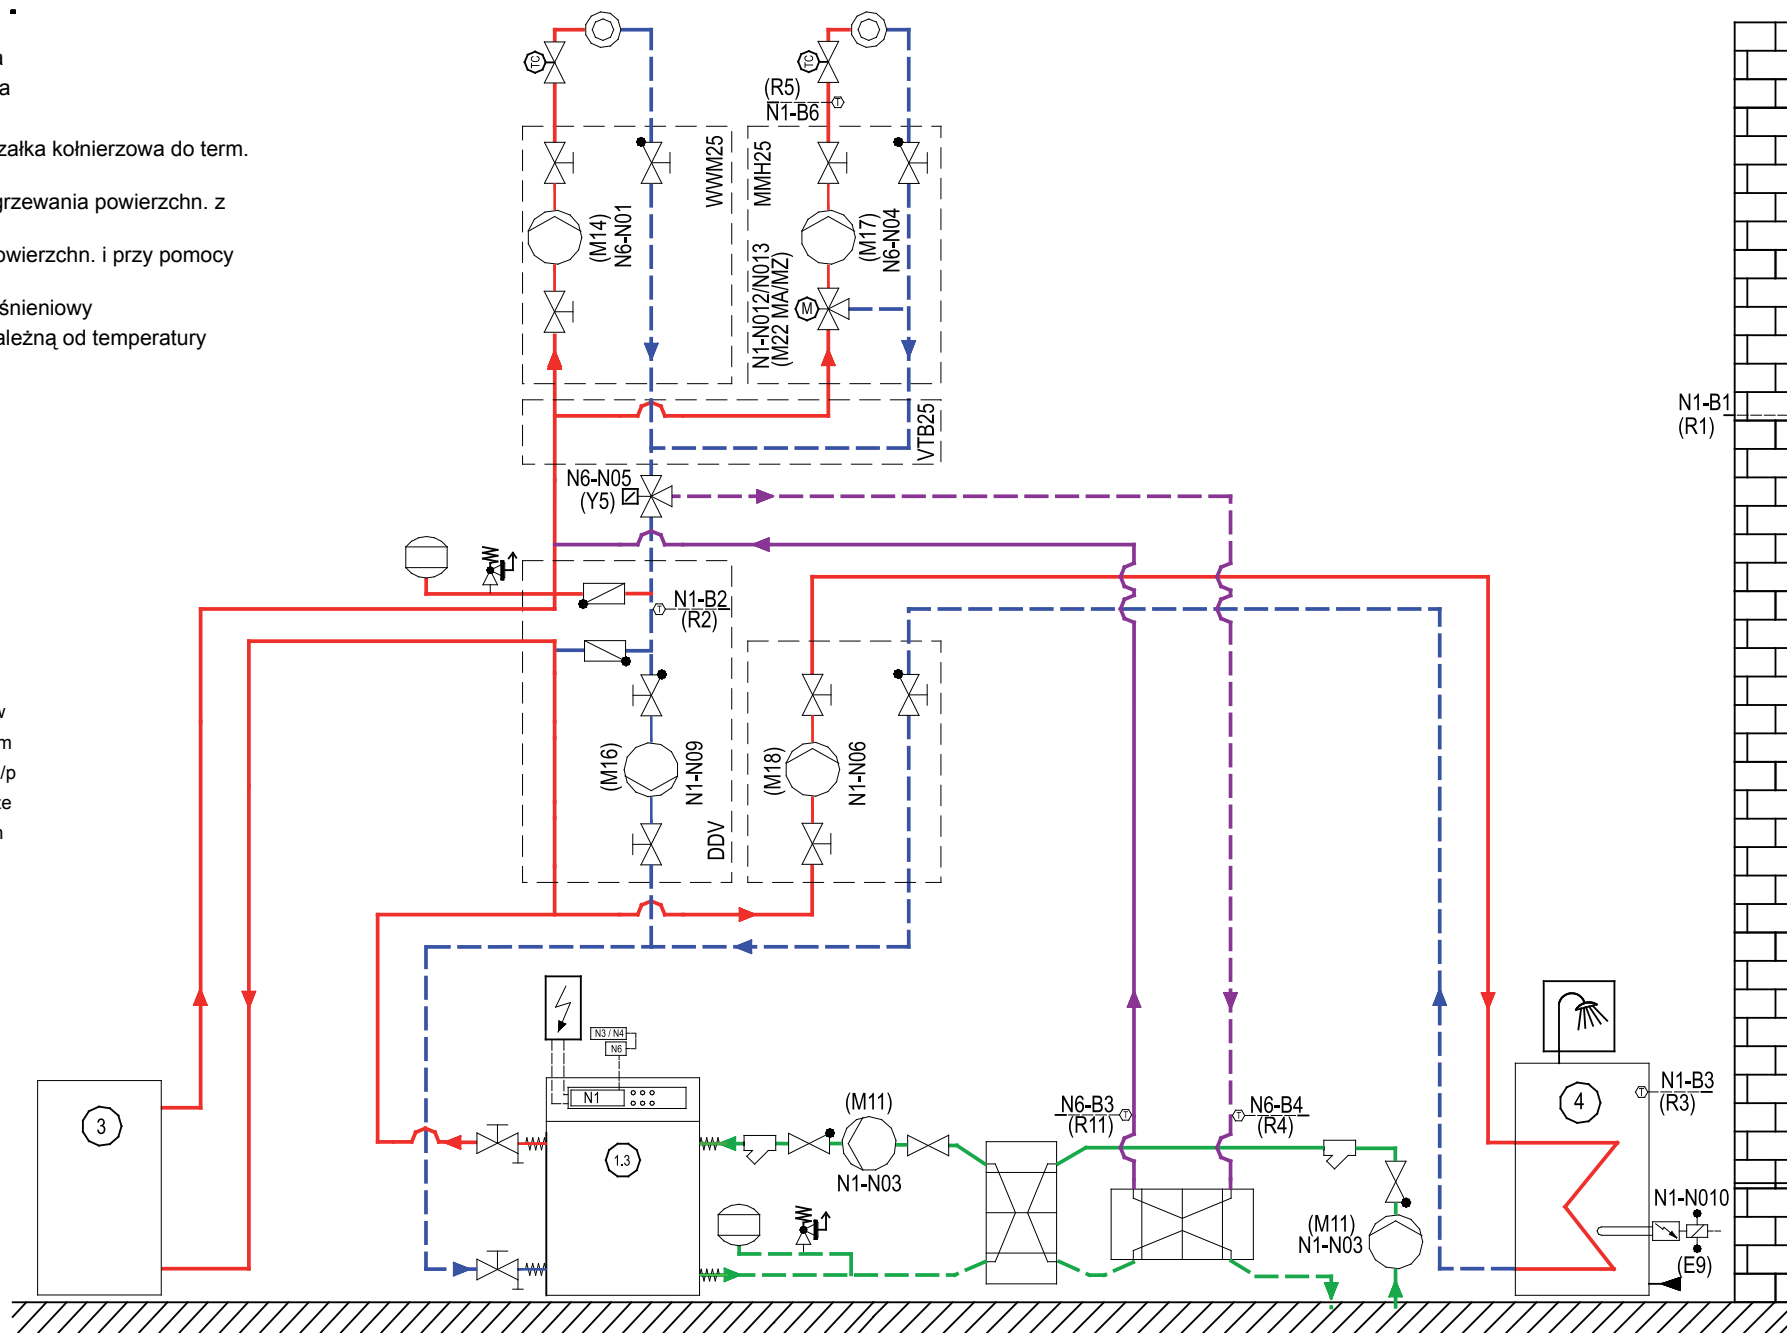 a
a
załka kołnierzowa do term.
grzewania powierzchn. z
owierzchn. i przy pomocy
śnieniowy
ależną od temperatury
w
m
/p
te
h
TC
TC
(R5)
N1-B6
WWM25
MMH25
(M14)
N6-N01
(M17)
N6-N04
N1-N012/N013
(M22 MA/MZ)
M
VTB25
N1-B1
(R1)
N6-N05
(Y5)
N1-B2
(R2)
T
(M16)
N1-N09
DDV
(M18)
N1-N06
N3 / N4
N6
N1
3
1.3
(M11)
N1-N03
N6-B3
(R11)
T
T
N6-B4
(R4)
(M11)
N1-N03
4
T
N1-B3
(R3)
N1-N010
(E9)